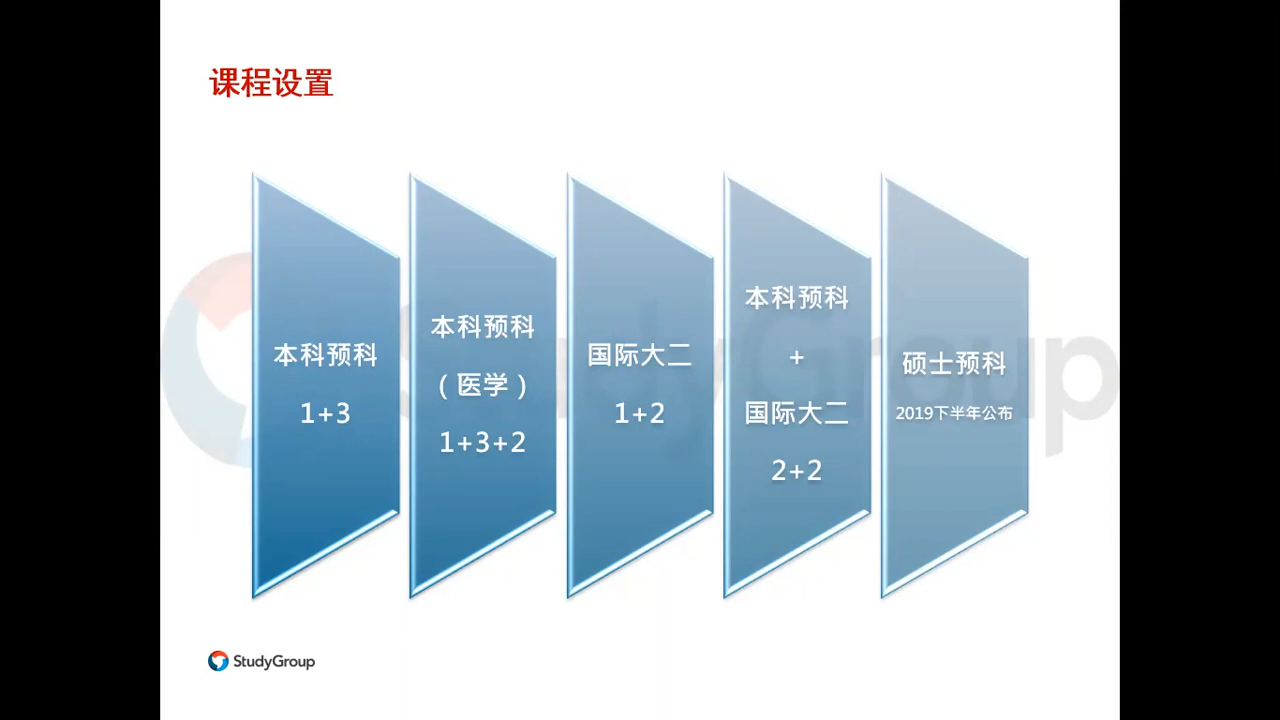 课程设置
本科预科
1+3
本科预科
（医学）
1+3+2
国际大二
1+2
本科预科
+
国际大二
2+2
硕士预科
2019下半年公布
StudyGroup
StudyGroup